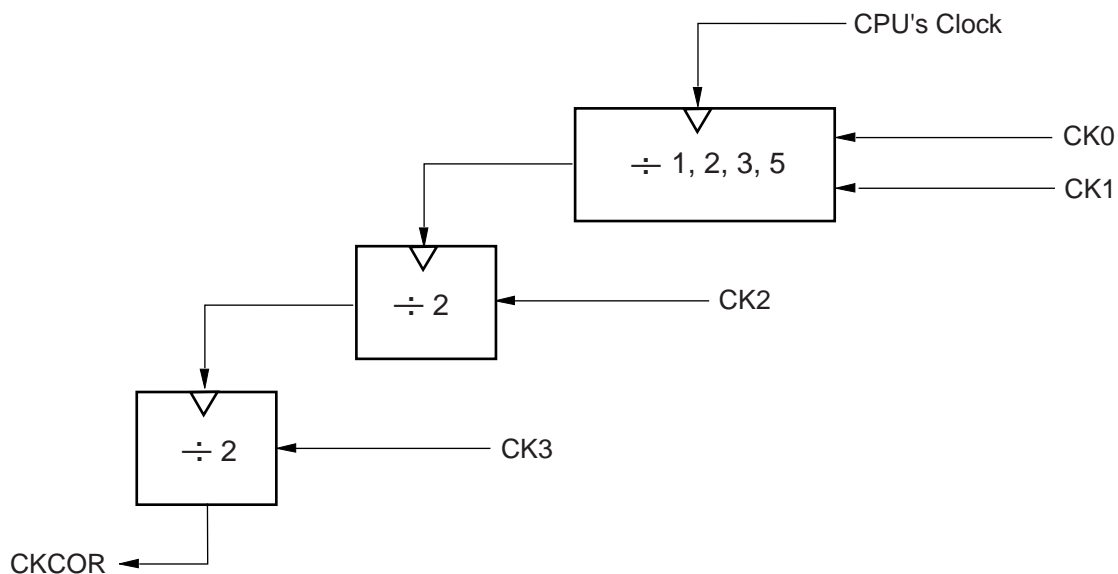 CPU's Clock
CK0
÷ 1, 2, 3, 5
CK1
÷ 2
CK2
÷ 2
CK3
CKCOR